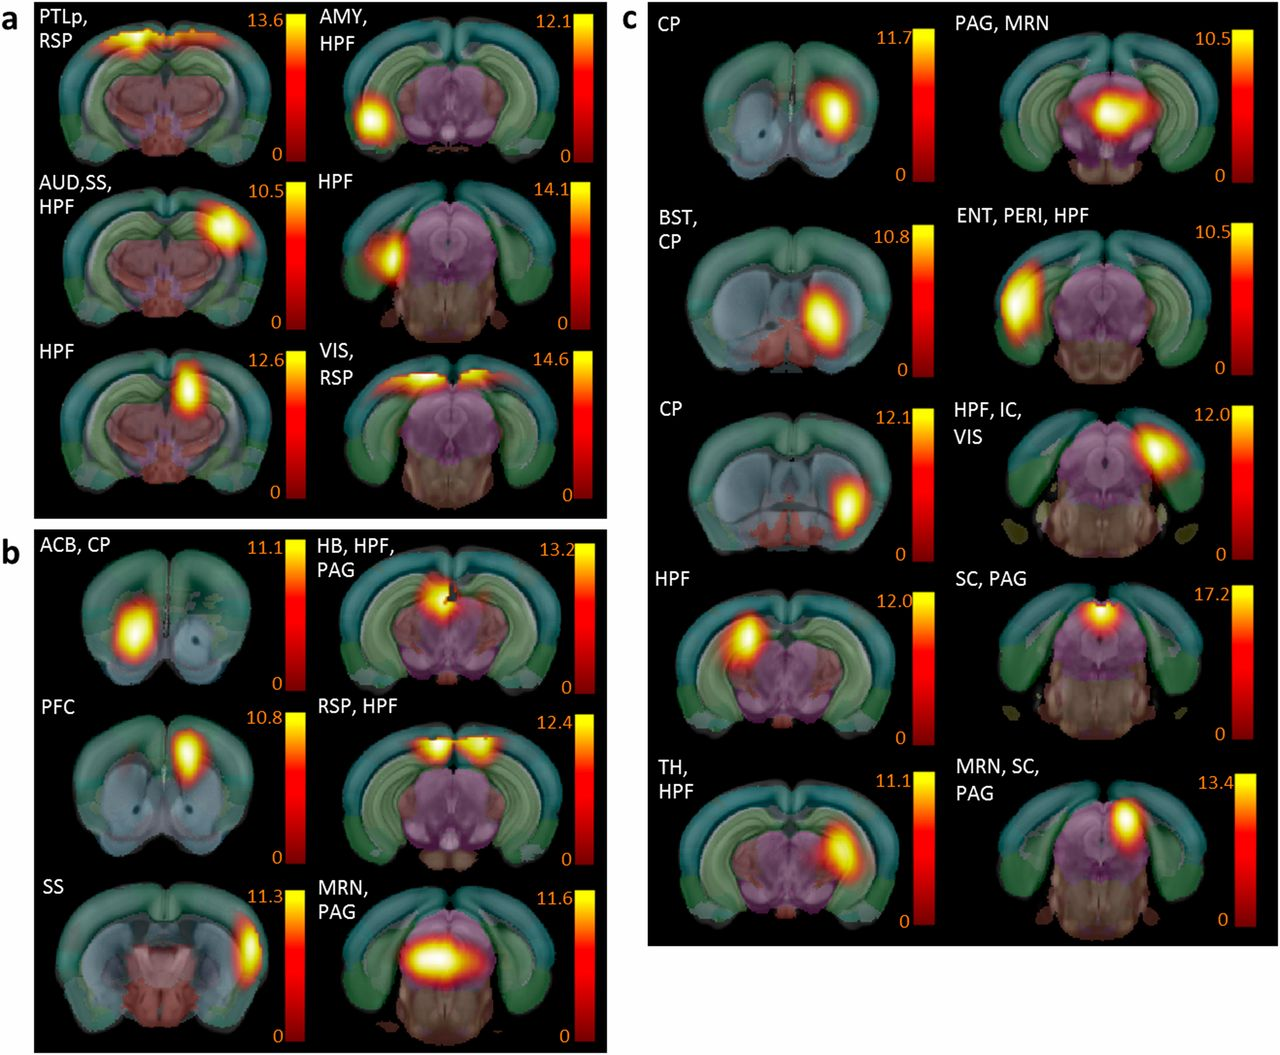 a
PTLp,
RSP
13.6
0
AMY,
HPF
12.1
0
AUD,SS,
HPF
10.5
0
HPF
14.1
0
HPF
12.6
0
VIS,
RSP
14.6
0
b
ACB, CP
11.1
0
HB, HPF,
PAG
13.2
0
PFC
10.8
0
RSP, HPF
12.4
0
SS
11.3
0
MRN,
PAG
11.6
0
c
CP
11.7
0
PAG, MRN
10.5
0
BST,
CP
10.8
0
ENT, PERI, HPF
10.5
0
CP
12.1
0
HPF, IC,
VIS
12.0
0
HPF
12.0
0
SC, PAG
17.2
0
TH,
HPF
11.1
0
MRN, SC,
PAG
13.4
0